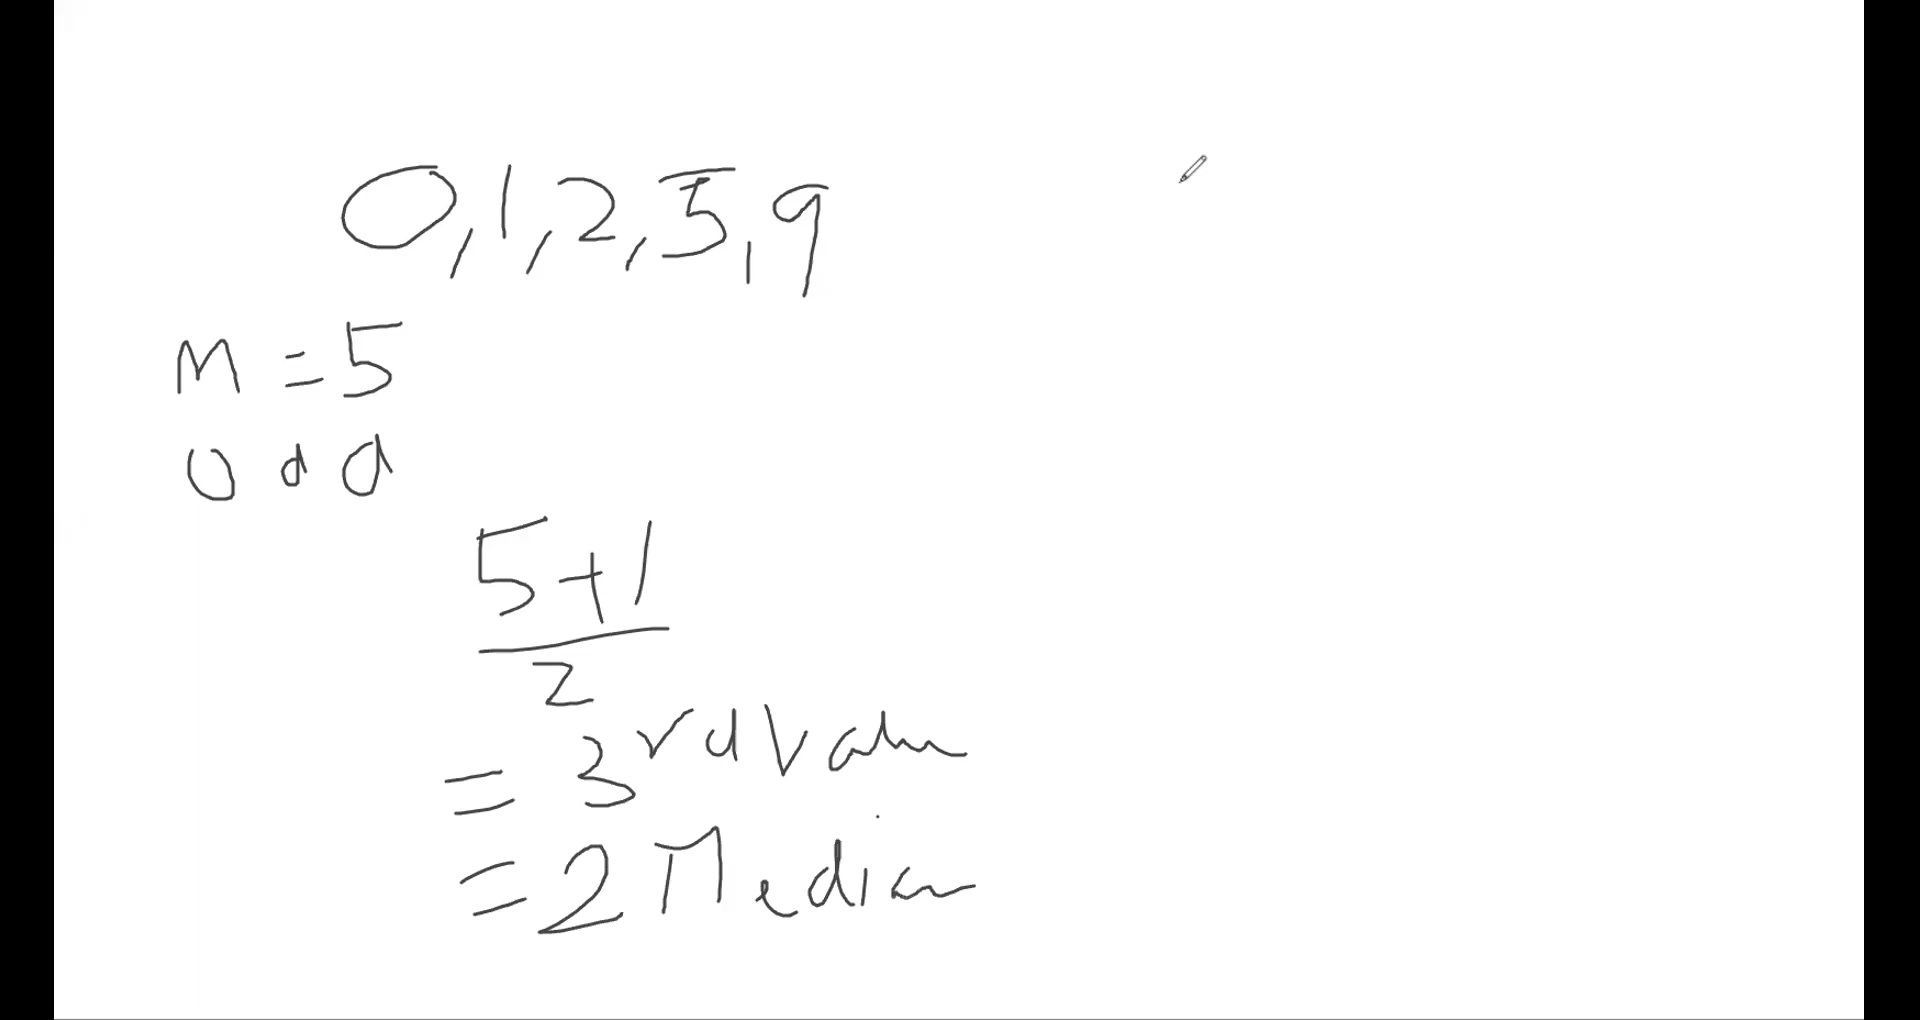 0,1,2,5,9
n = 5
odd
5+1
2
= 3rd Value
= 2 Median